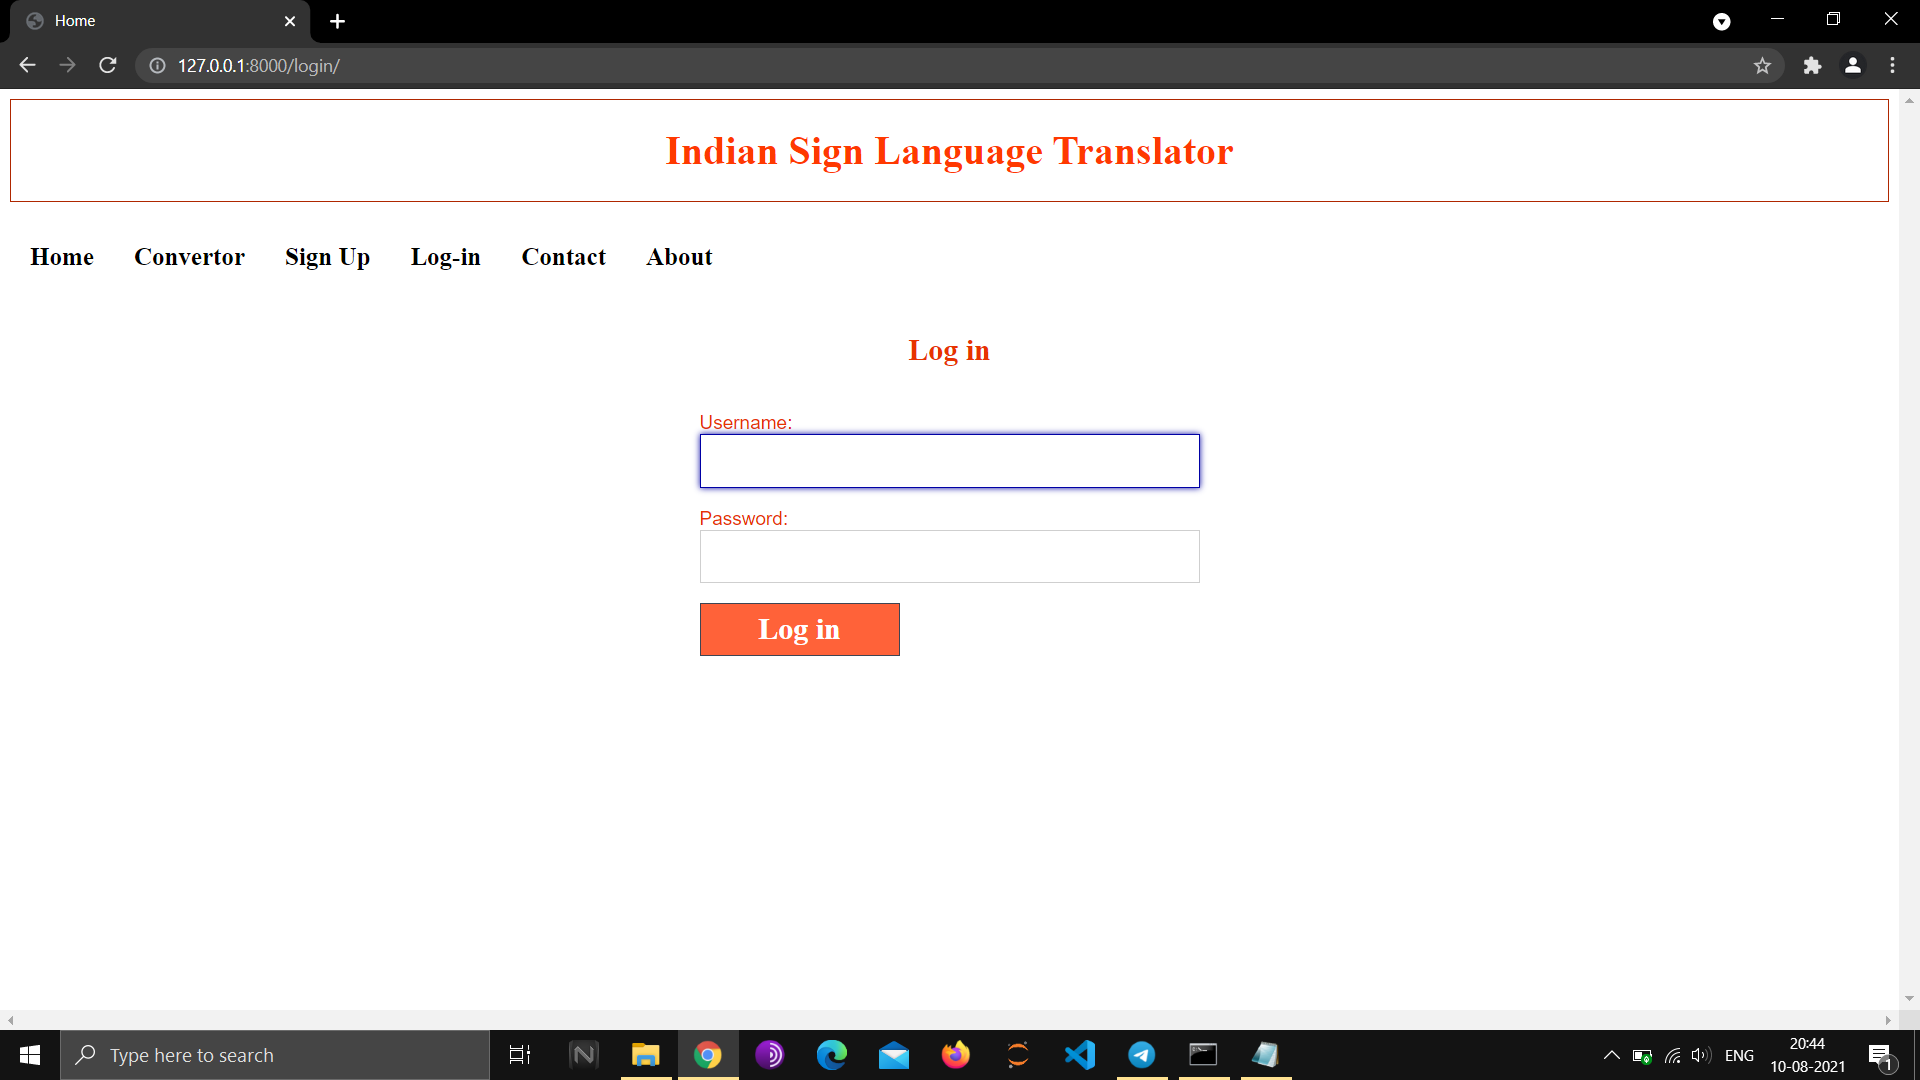 Home
127.0.0.1:8000/login/
Indian Sign Language Translator
Home Convertor Sign Up Log-in Contact About
Log in
Username:
Password:
Log in
Type here to search
N
ENG
20:44
10-08-2021
1